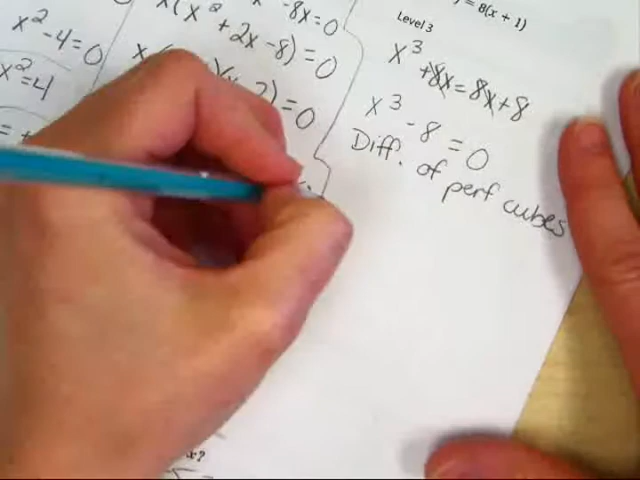 x² - 4 = 0
x² = 4
- 8x = 0
+ 2x - 8) = 0
= 0
= 8(x + 1)
Level 3
x³ + 8x = 8x + 8
x³ - 8 = 0
Diff. of perf cubes
x?